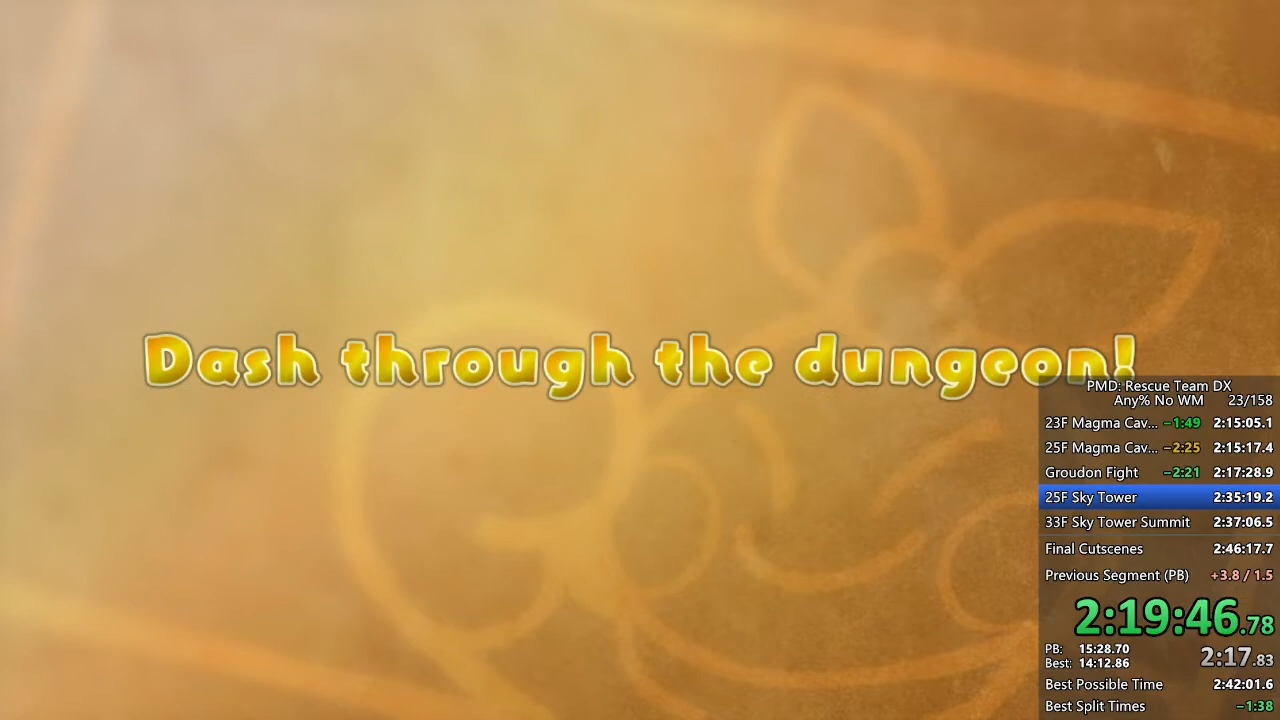 Dash through the dungeon!
PMD: Rescue Team DX
Any% No WM 23/158
23F Magma Cav... −1:49 2:15:05.1
25F Magma Cav... −2:25 2:15:17.4
Groudon Fight −2:21 2:17:28.9
25F Sky Tower 2:35:19.2
33F Sky Tower Summit 2:37:06.5
Final Cutscenes 2:46:17.7
Previous Segment (PB) +3.8 / 1.5
2:19:46.78
PB: 15:28.70
Best: 14:12.86
2:17.83
Best Possible Time 2:42:01.6
Best Split Times −1:38